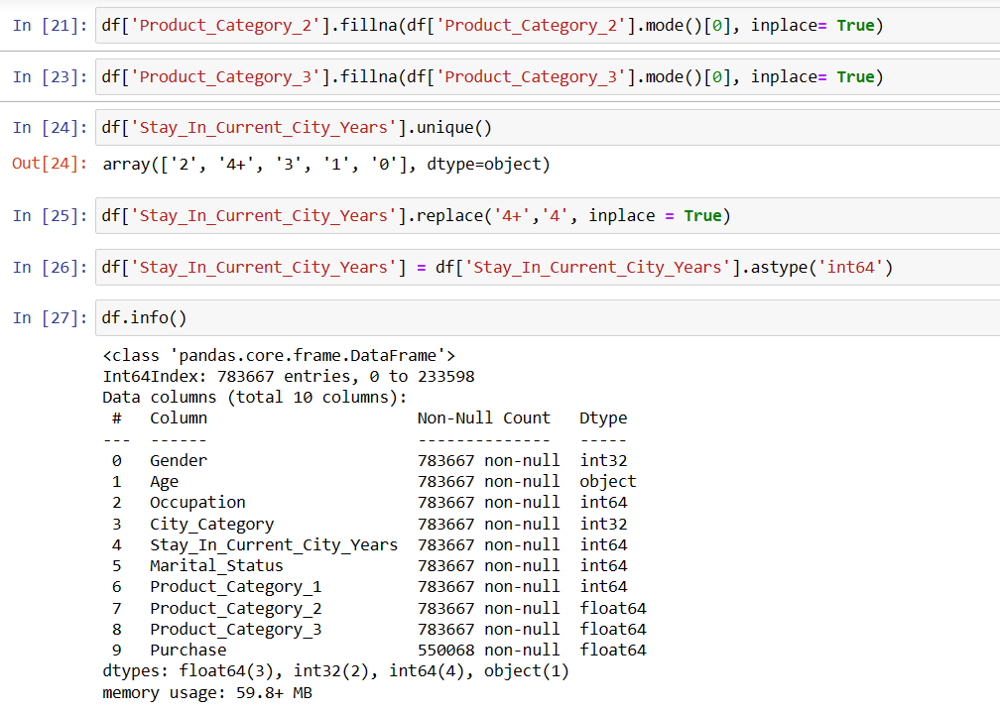 In [21]: df['Product_Category_2'].fillna(df['Product_Category_2'].mode()[0], inplace= True)
In [23]: df['Product_Category_3'].fillna(df['Product_Category_3'].mode()[0], inplace= True)
In [24]: df['Stay_In_Current_City_Years'].unique()
Out[24]: array(['2', '4+', '3', '1', '0'], dtype=object)
In [25]: df['Stay_In_Current_City_Years'].replace('4+','4', inplace = True)
In [26]: df['Stay_In_Current_City_Years'] = df['Stay_In_Current_City_Years'].astype('int64')
In [27]: df.info()
<class 'pandas.core.frame.DataFrame'>
Int64Index: 783667 entries, 0 to 233598
Data columns (total 10 columns):
 #   Column                      Non-Null Count   Dtype
---  ------                      --------------   -----
 0   Gender                      783667 non-null  int32
 1   Age                         783667 non-null  object
 2   Occupation                  783667 non-null  int64
 3   City_Category               783667 non-null  int32
 4   Stay_In_Current_City_Years  783667 non-null  int64
 5   Marital_Status              783667 non-null  int64
 6   Product_Category_1          783667 non-null  int64
 7   Product_Category_2          783667 non-null  float64
 8   Product_Category_3          783667 non-null  float64
 9   Purchase                    550068 non-null  float64
dtypes: float64(3), int32(2), int64(4), object(1)
memory usage: 59.8+ MB